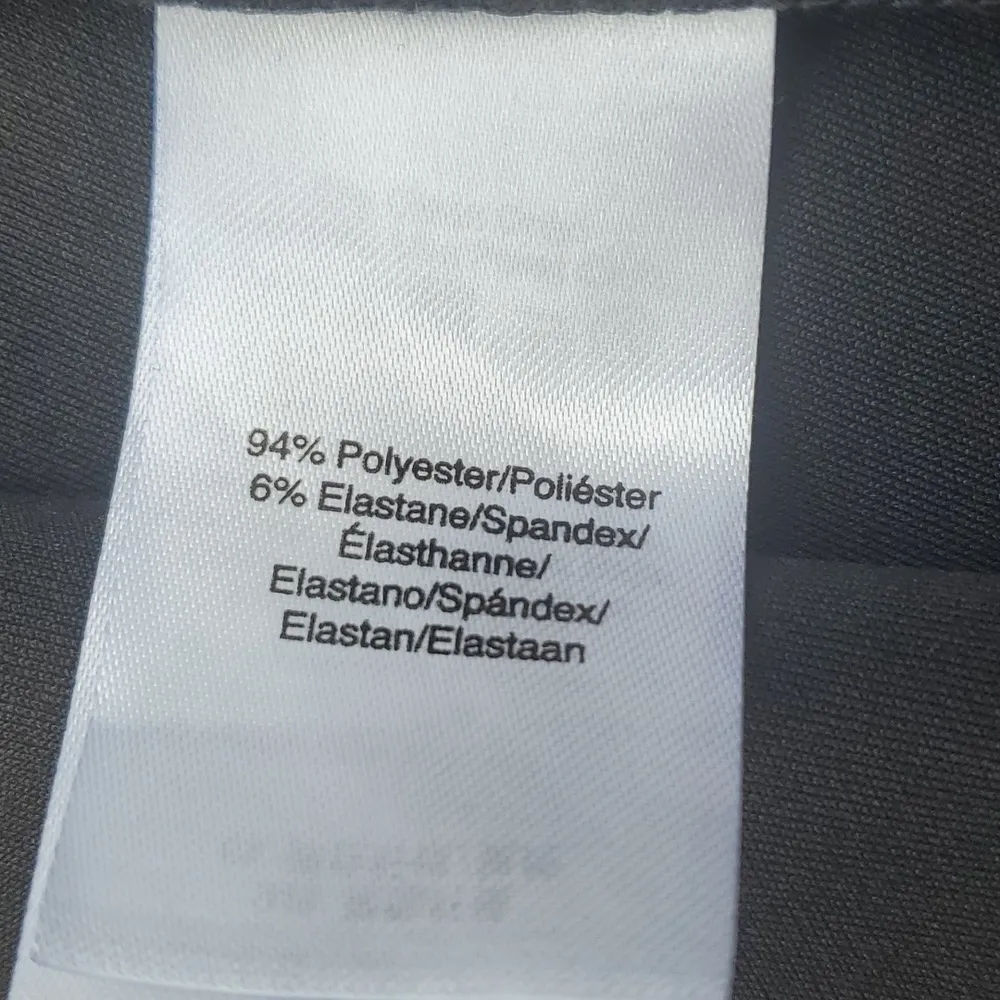 94% Polyester/Poliéster
6% Elastane/Spandex/
Élasthanne/
Elastano/Spándex/
Elastan/Elastaan